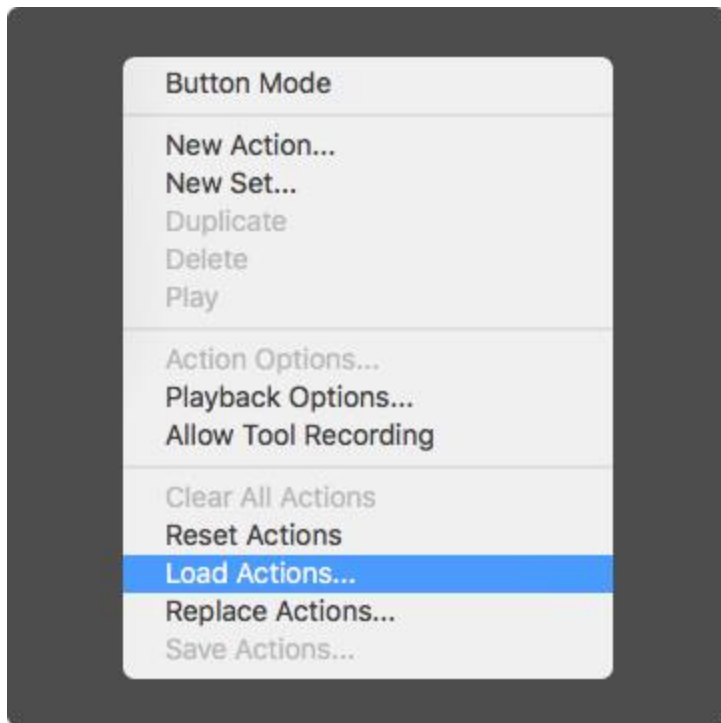 Button Mode
New Action...
New Set...
Duplicate
Delete
Play
Action Options...
Playback Options...
Allow Tool Recording
Clear All Actions
Reset Actions
Load Actions...
Replace Actions...
Save Actions...